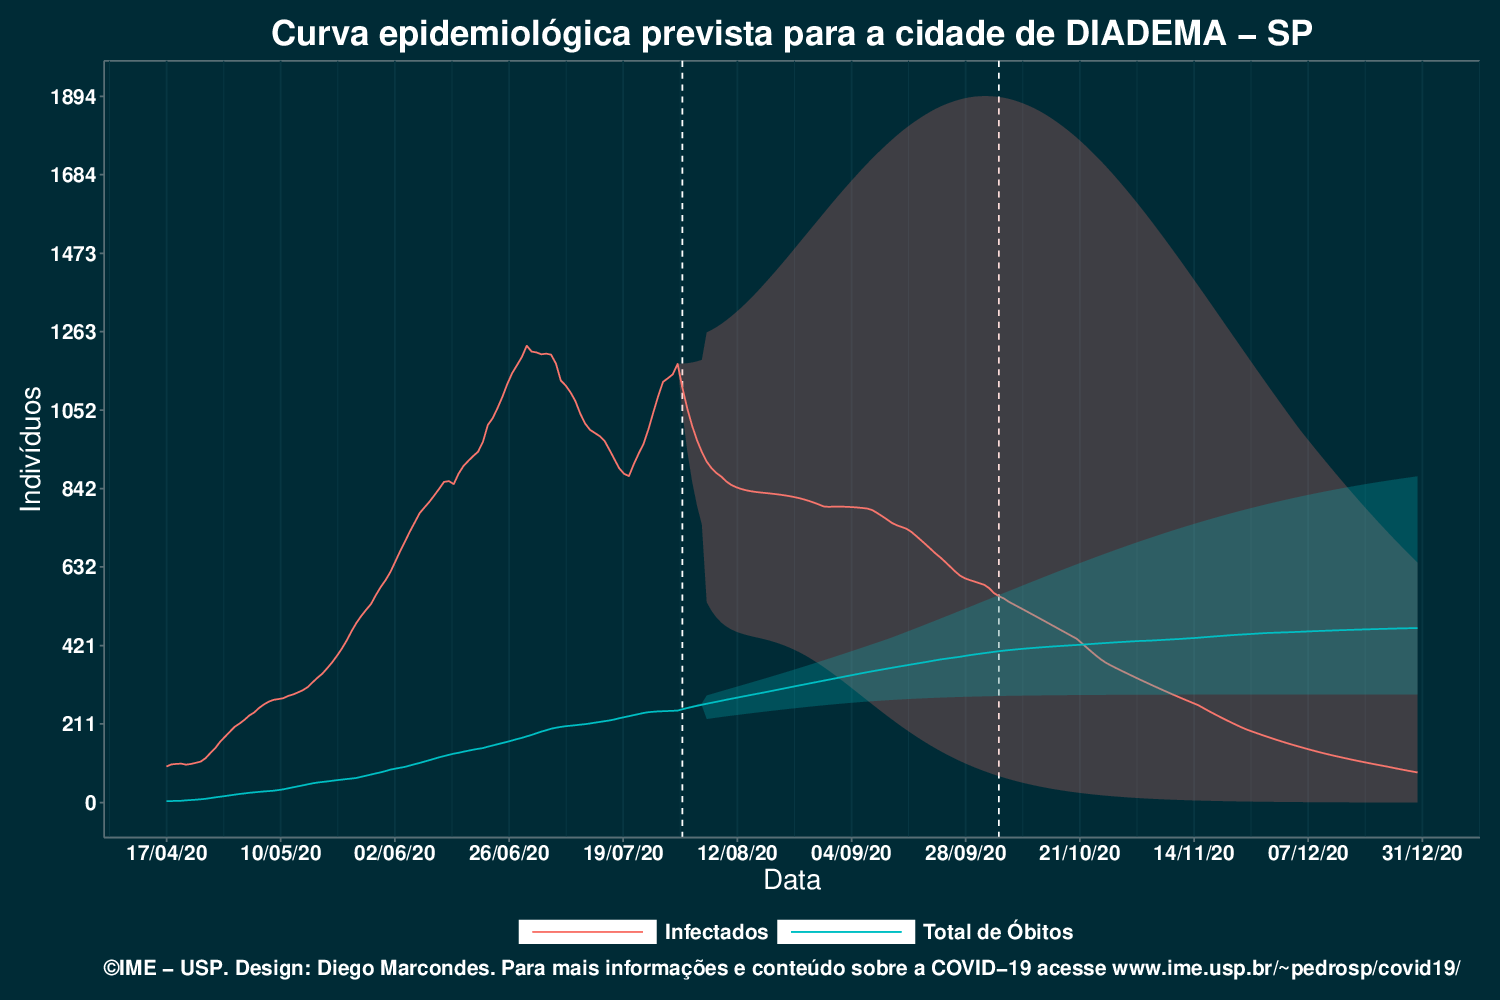 Curva epidemiológica prevista para a cidade de DIADEMA – SP
1894
1684
1473
1263
1052
842
632
421
211
0
Indivíduos
17/04/20 10/05/20 02/06/20 26/06/20 19/07/20 12/08/20 04/09/20 28/09/20 21/10/20 14/11/20 07/12/20 31/12/20
Data
Infectados Total de Óbitos
©IME – USP. Design: Diego Marcondes. Para mais informações e conteúdo sobre a COVID–19 acesse www.ime.usp.br/~pedrosp/covid19/